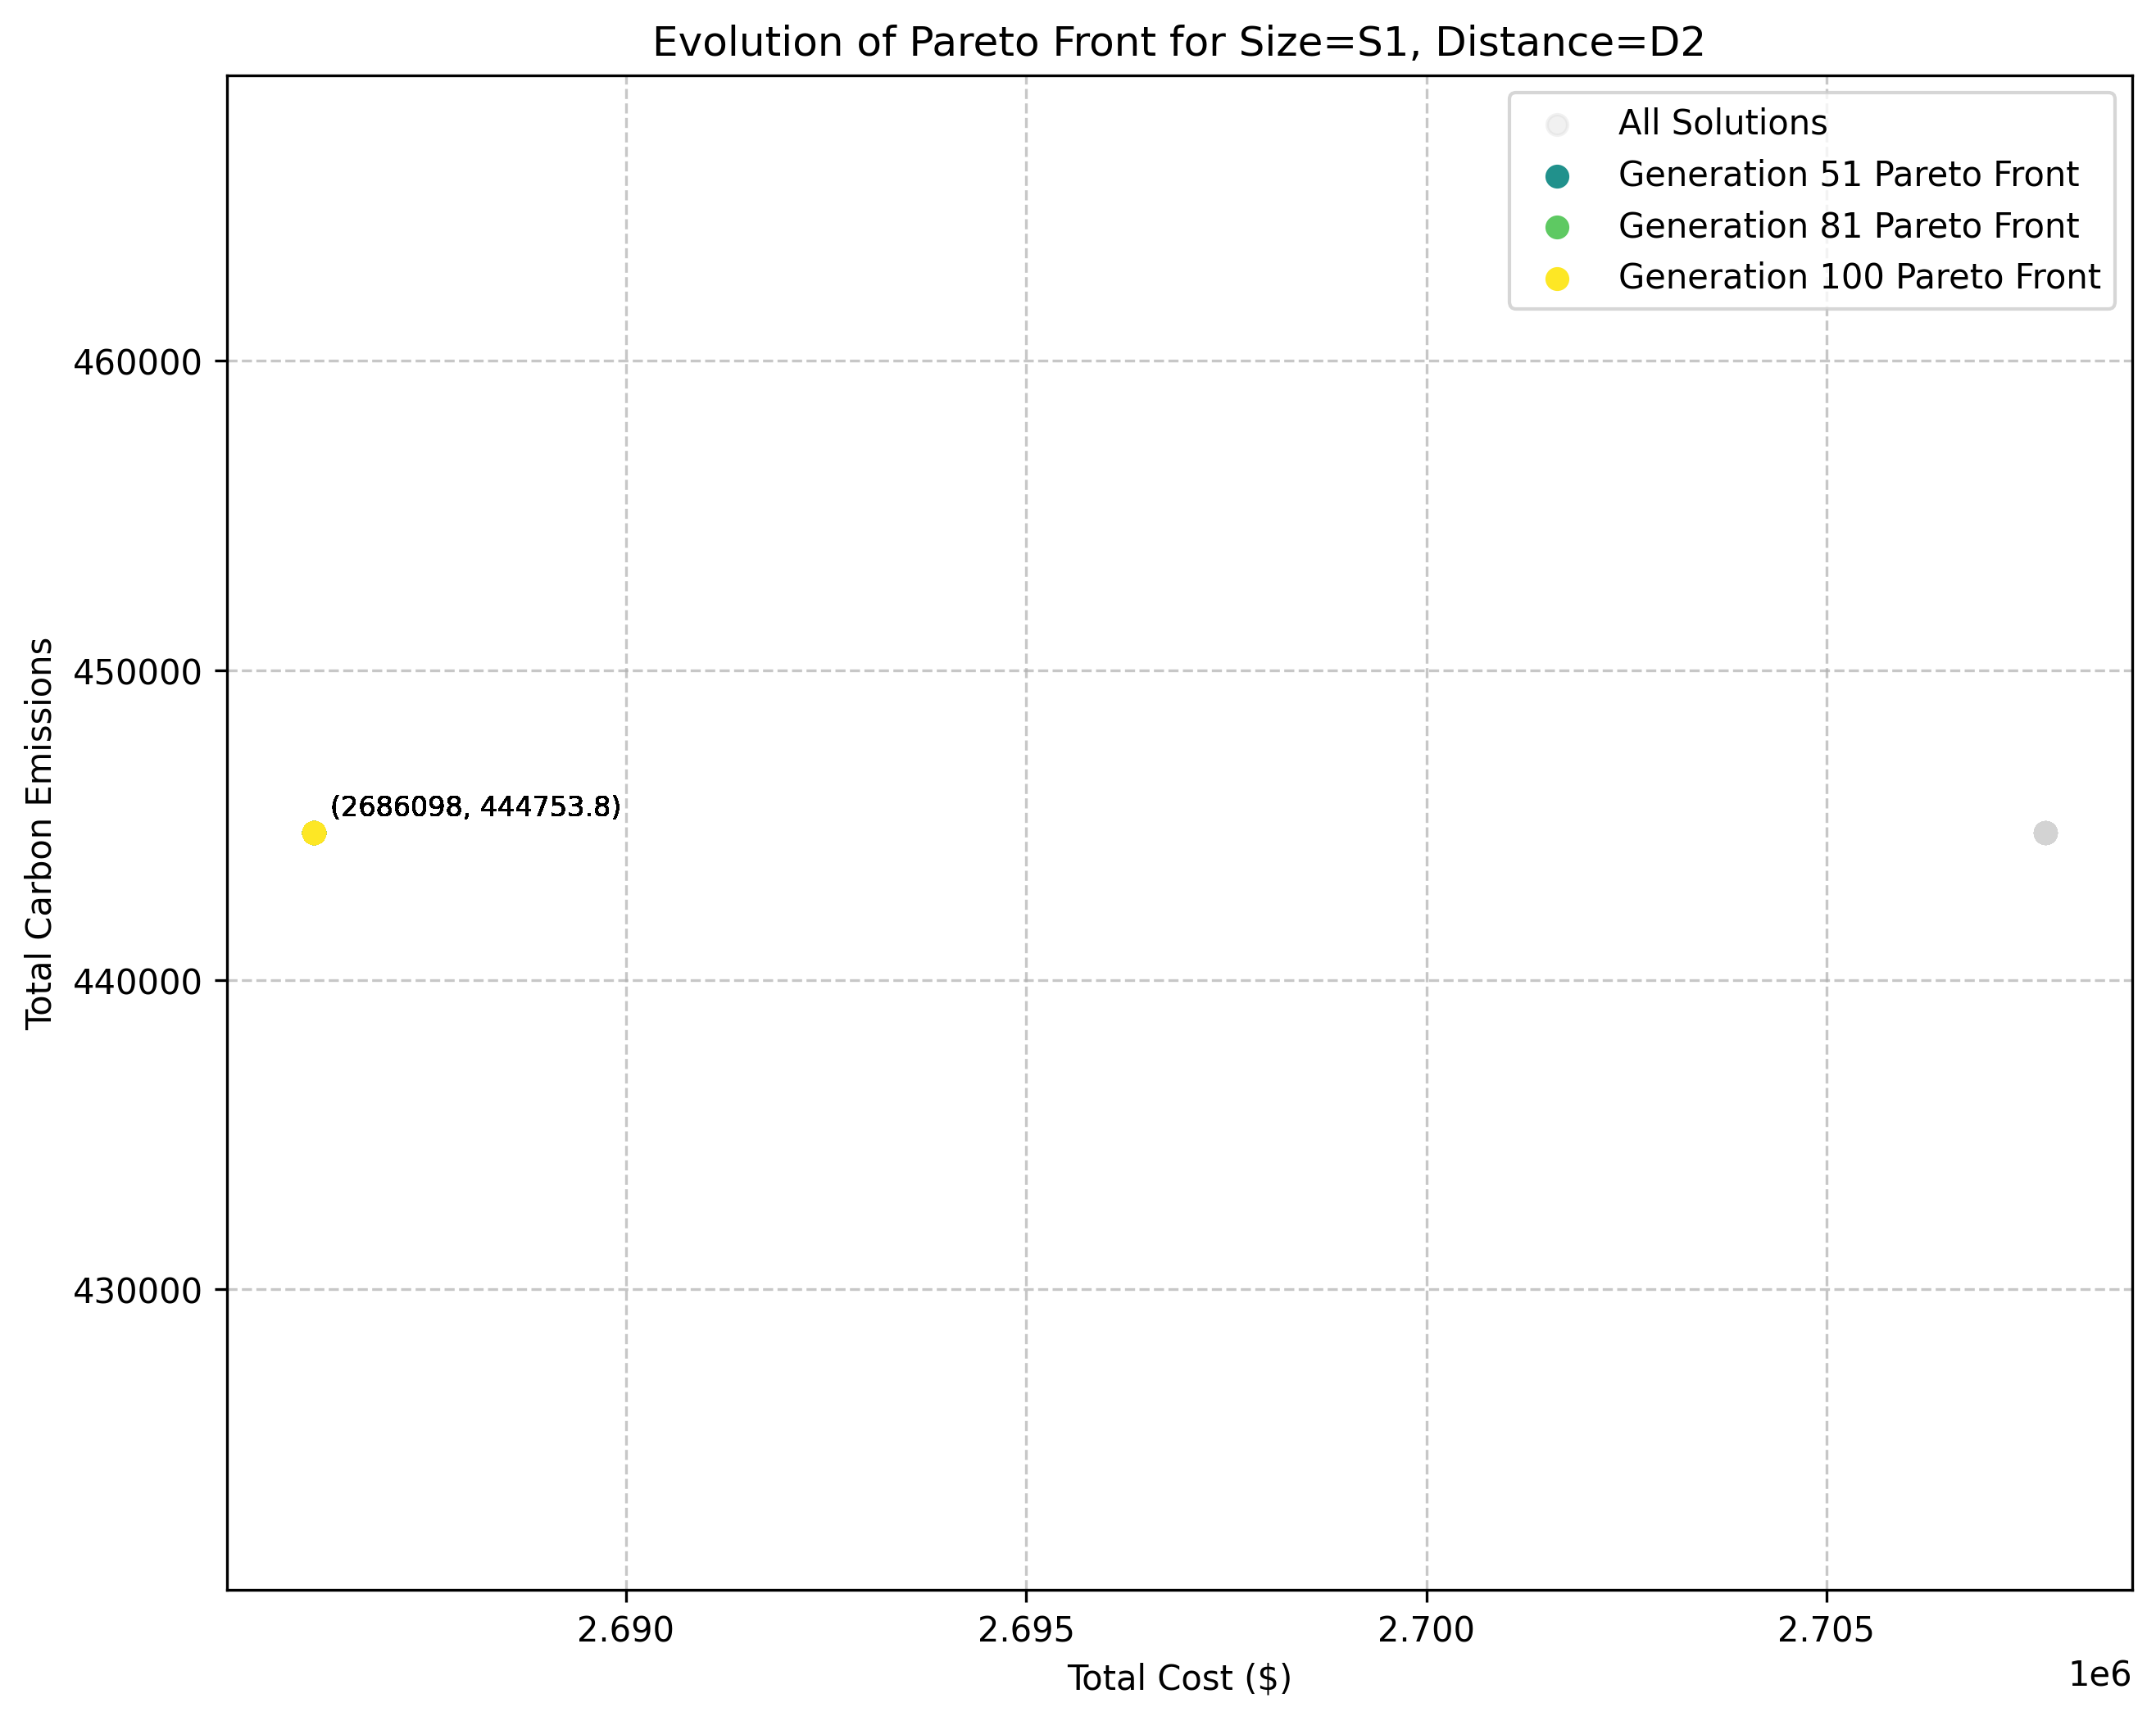 Evolution of Pareto Front for Size=S1, Distance=D2
All Solutions
Generation 51 Pareto Front
Generation 81 Pareto Front
Generation 100 Pareto Front
460000
450000
440000
430000
Total Carbon Emissions
(2686098, 444753.8)
2.690
2.695
2.700
2.705
1e6
Total Cost ($)